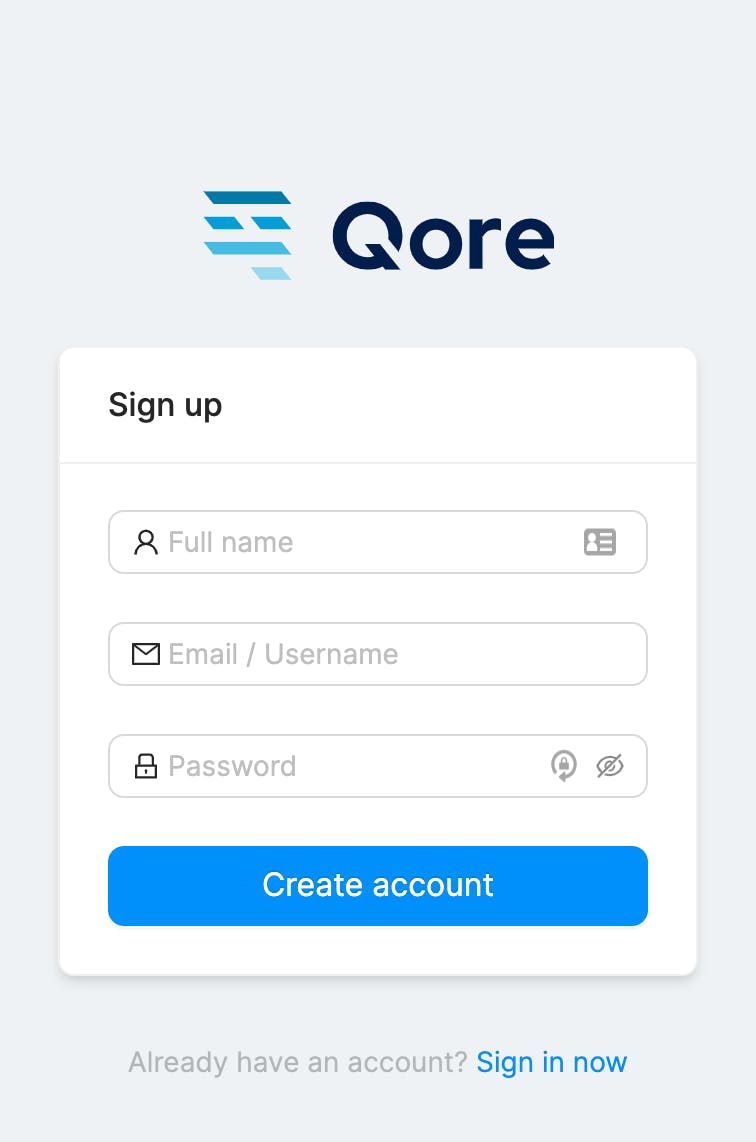 Qore
Sign up
Full name
Email / Username
Password
Create account
Already have an account? Sign in now